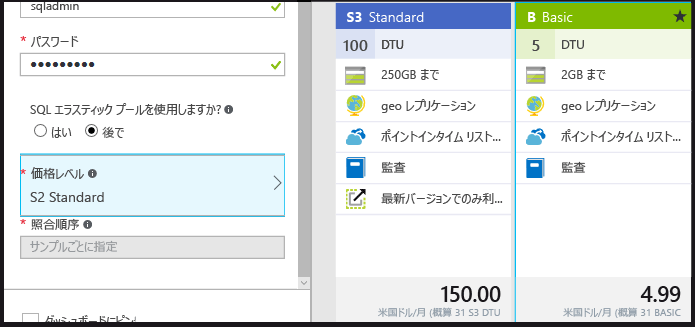 sqladmin
* パスワード
●●●●●●●●●
SQL エラスティック プールを使用しますか?
はい 後で
* 価格レベル
S2 Standard
* 照合順序
サンプルごとに指定
ダッシュボードにピン
S3 Standard
100 DTU
250GB まで
geo レプリケーション
ポイントインタイム リスト...
監査
最新バージョンでのみ利...
150.00
米国ドル/月 (概算 31 S3 DTU
B Basic
5 DTU
2GB まで
geo レプリケーション
ポイントインタイム リスト...
監査
4.99
米国ドル/月 (概算 31 BASIC